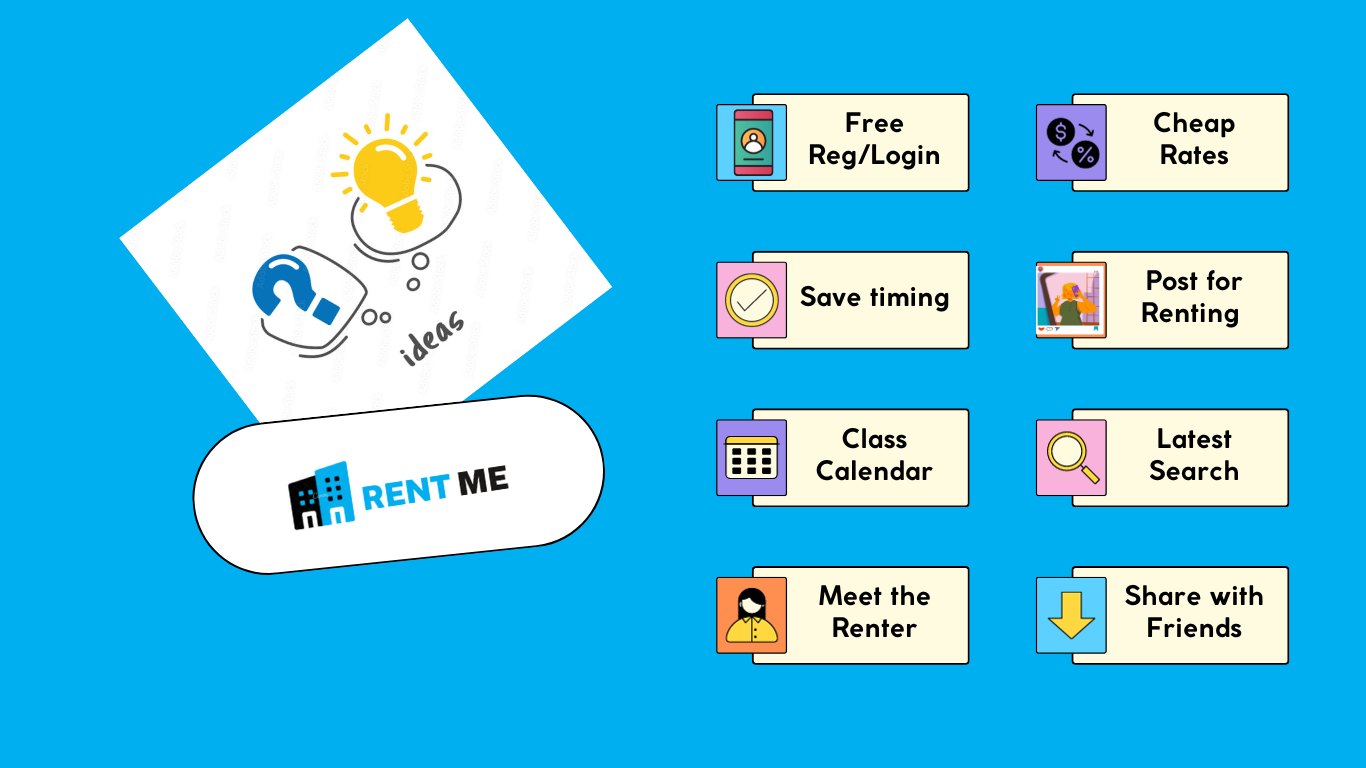 ideas
RENT ME
Free
Reg/Login
Cheap
Rates
Save timing
Post for
Renting
Class
Calendar
Latest
Search
Meet the
Renter
Share with
Friends